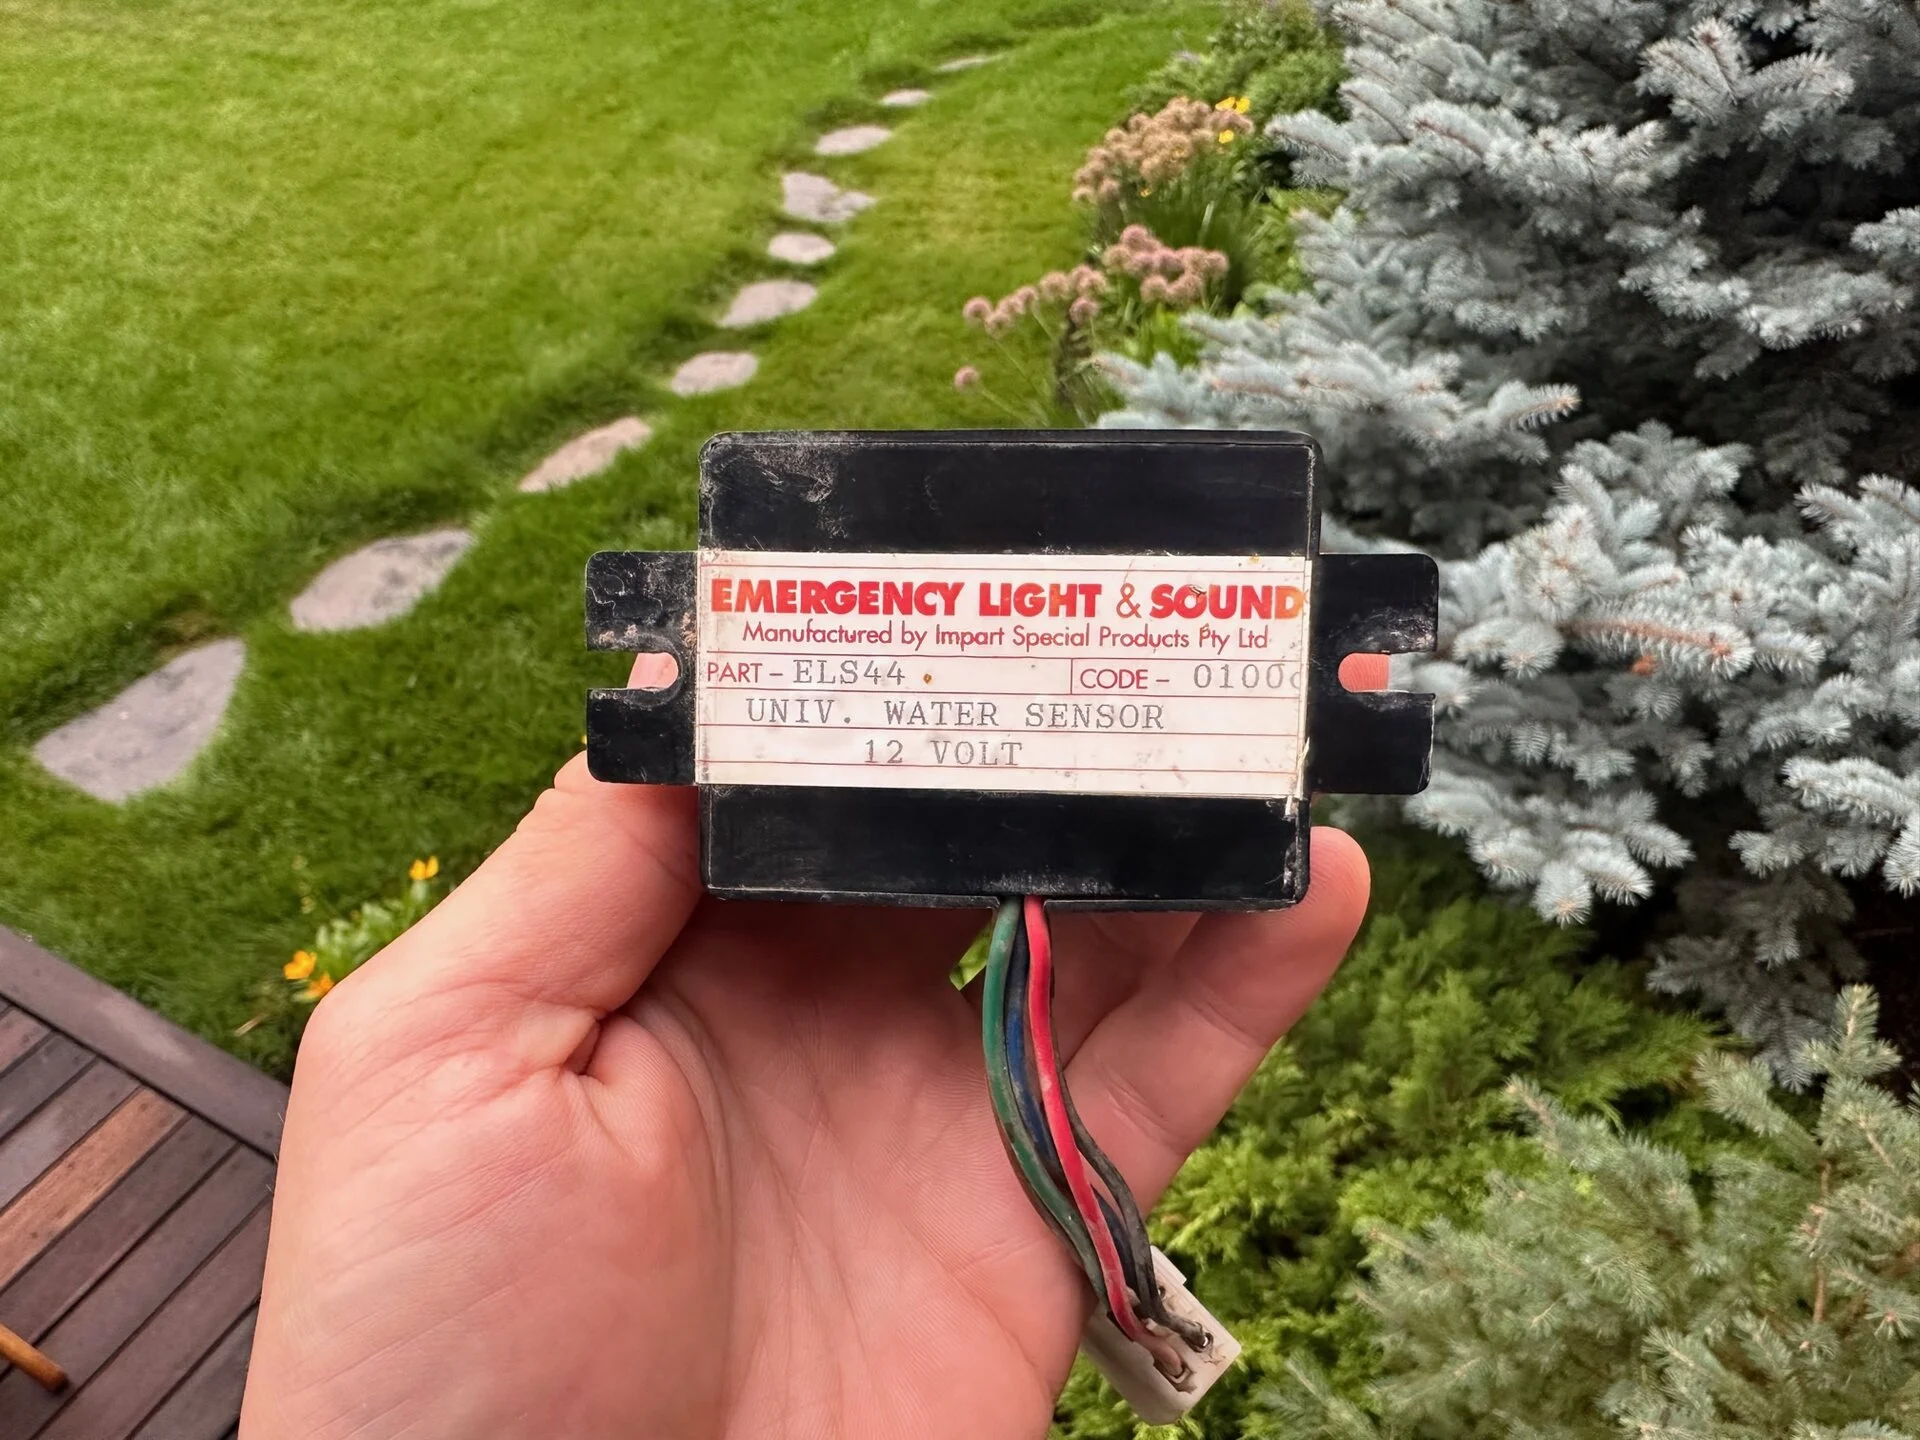 EMERGENCY LIGHT & SOUND
Manufactured by Impart Special Products Pty Ltd
PART - ELS44 CODE - 0100
UNIV. WATER SENSOR
12 VOLT